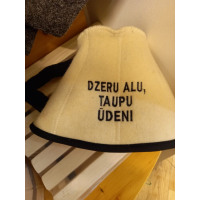 DZERU ALU,
TAUPU
ŪDENI